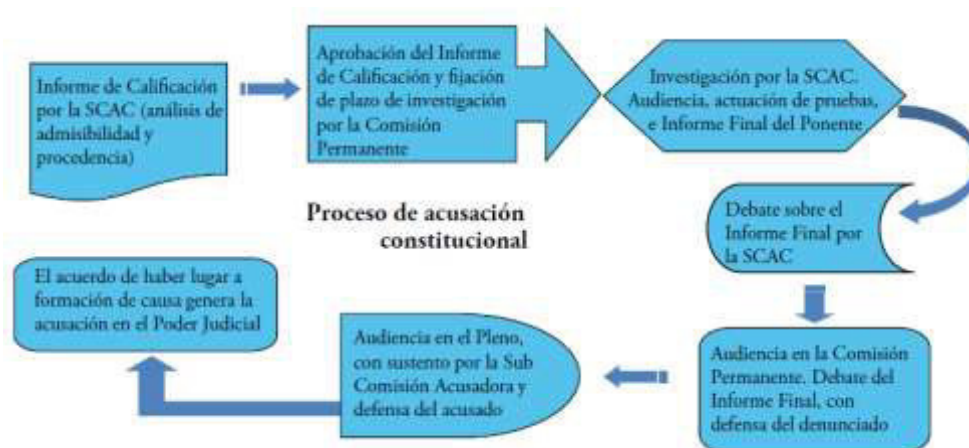 Informe de Calificación
por la SCAC (análisis de
admisibilidad y
procedencia)
Aprobación del Informe
de Calificación y fijación
de plazo de investigación
por la Comisión
Permanente
Investigación por la SCAC.
Audiencia, actuación de pruebas,
e Informe Final del Ponente
Proceso de acusación
constitucional
Debate sobre el
Informe Final por
la SCAC
Audiencia en la Comisión
Permanente. Debate del
Informe Final, con
defensa del denunciado
Audiencia en el Pleno,
con sustento por la Sub
Comisión Acusadora y
defensa del acusado
El acuerdo de haber lugar a
formación de causa genera la
acusación en el Poder Judicial